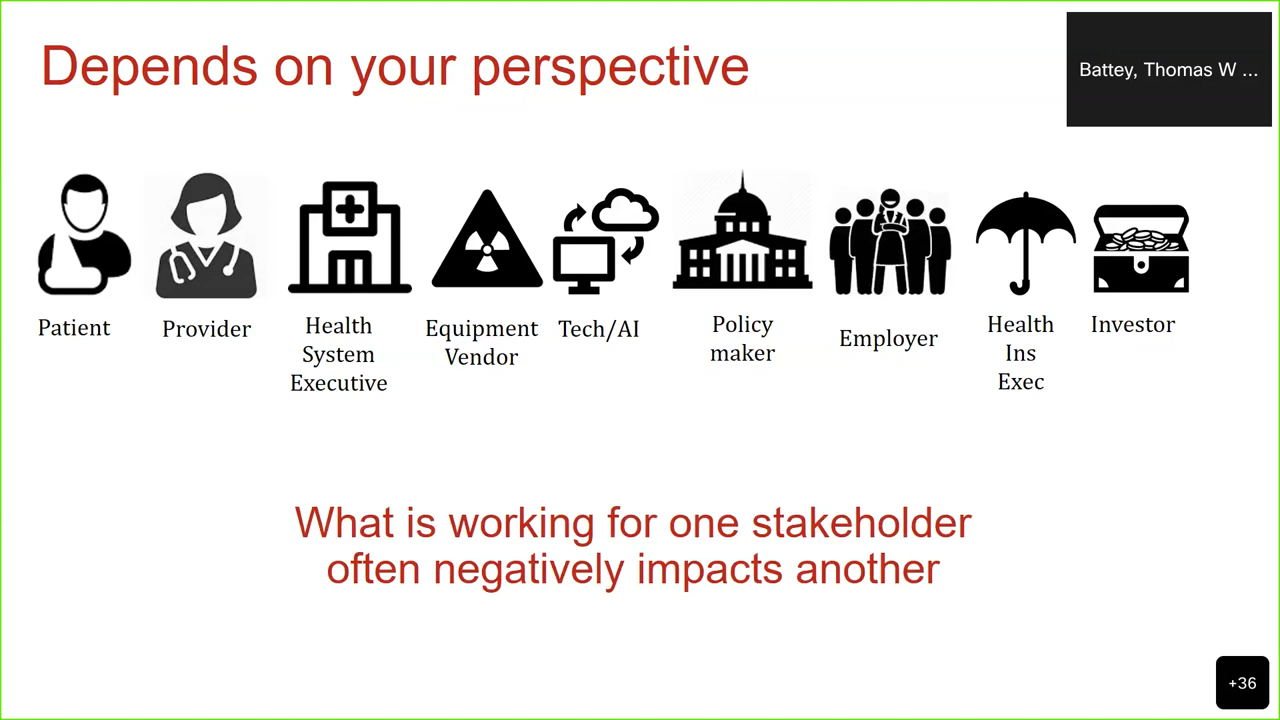 Depends on your perspective
Battey, Thomas W ...
Patient
Provider
Health
System
Executive
Equipment
Vendor
Tech/AI
Policy
maker
Employer
Health
Ins
Exec
Investor
What is working for one stakeholder
often negatively impacts another
+36